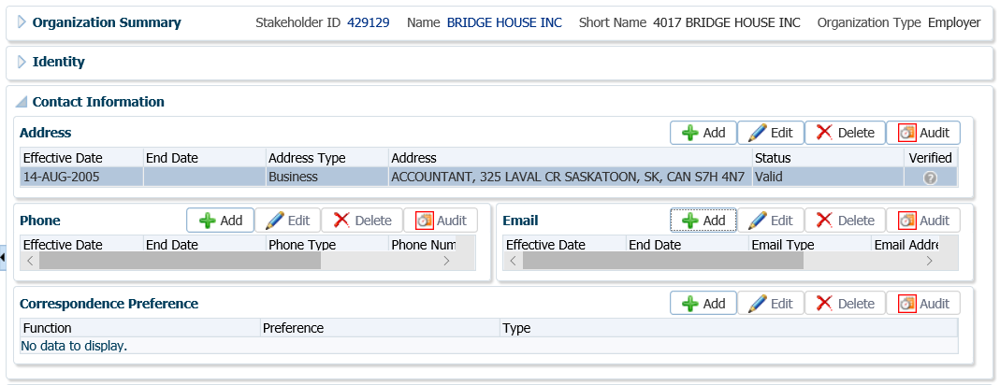 Organization Summary Stakeholder ID 429129 Name BRIDGE HOUSE INC Short Name 4017 BRIDGE HOUSE INC Organization Type Employer
Identity
Contact Information
Address Add Edit Delete Audit
Effective Date End Date Address Type Address Status Verified
14-AUG-2005 Business ACCOUNTANT, 325 LAVAL CR SASKATOON, SK, CAN S7H 4N7 Valid ?
Phone Add Edit Delete Audit
Effective Date End Date Phone Type Phone Num
Email Add Edit Delete Audit
Effective Date End Date Email Type Email Addre
Correspondence Preference Add Edit Delete Audit
Function Preference Type
No data to display.